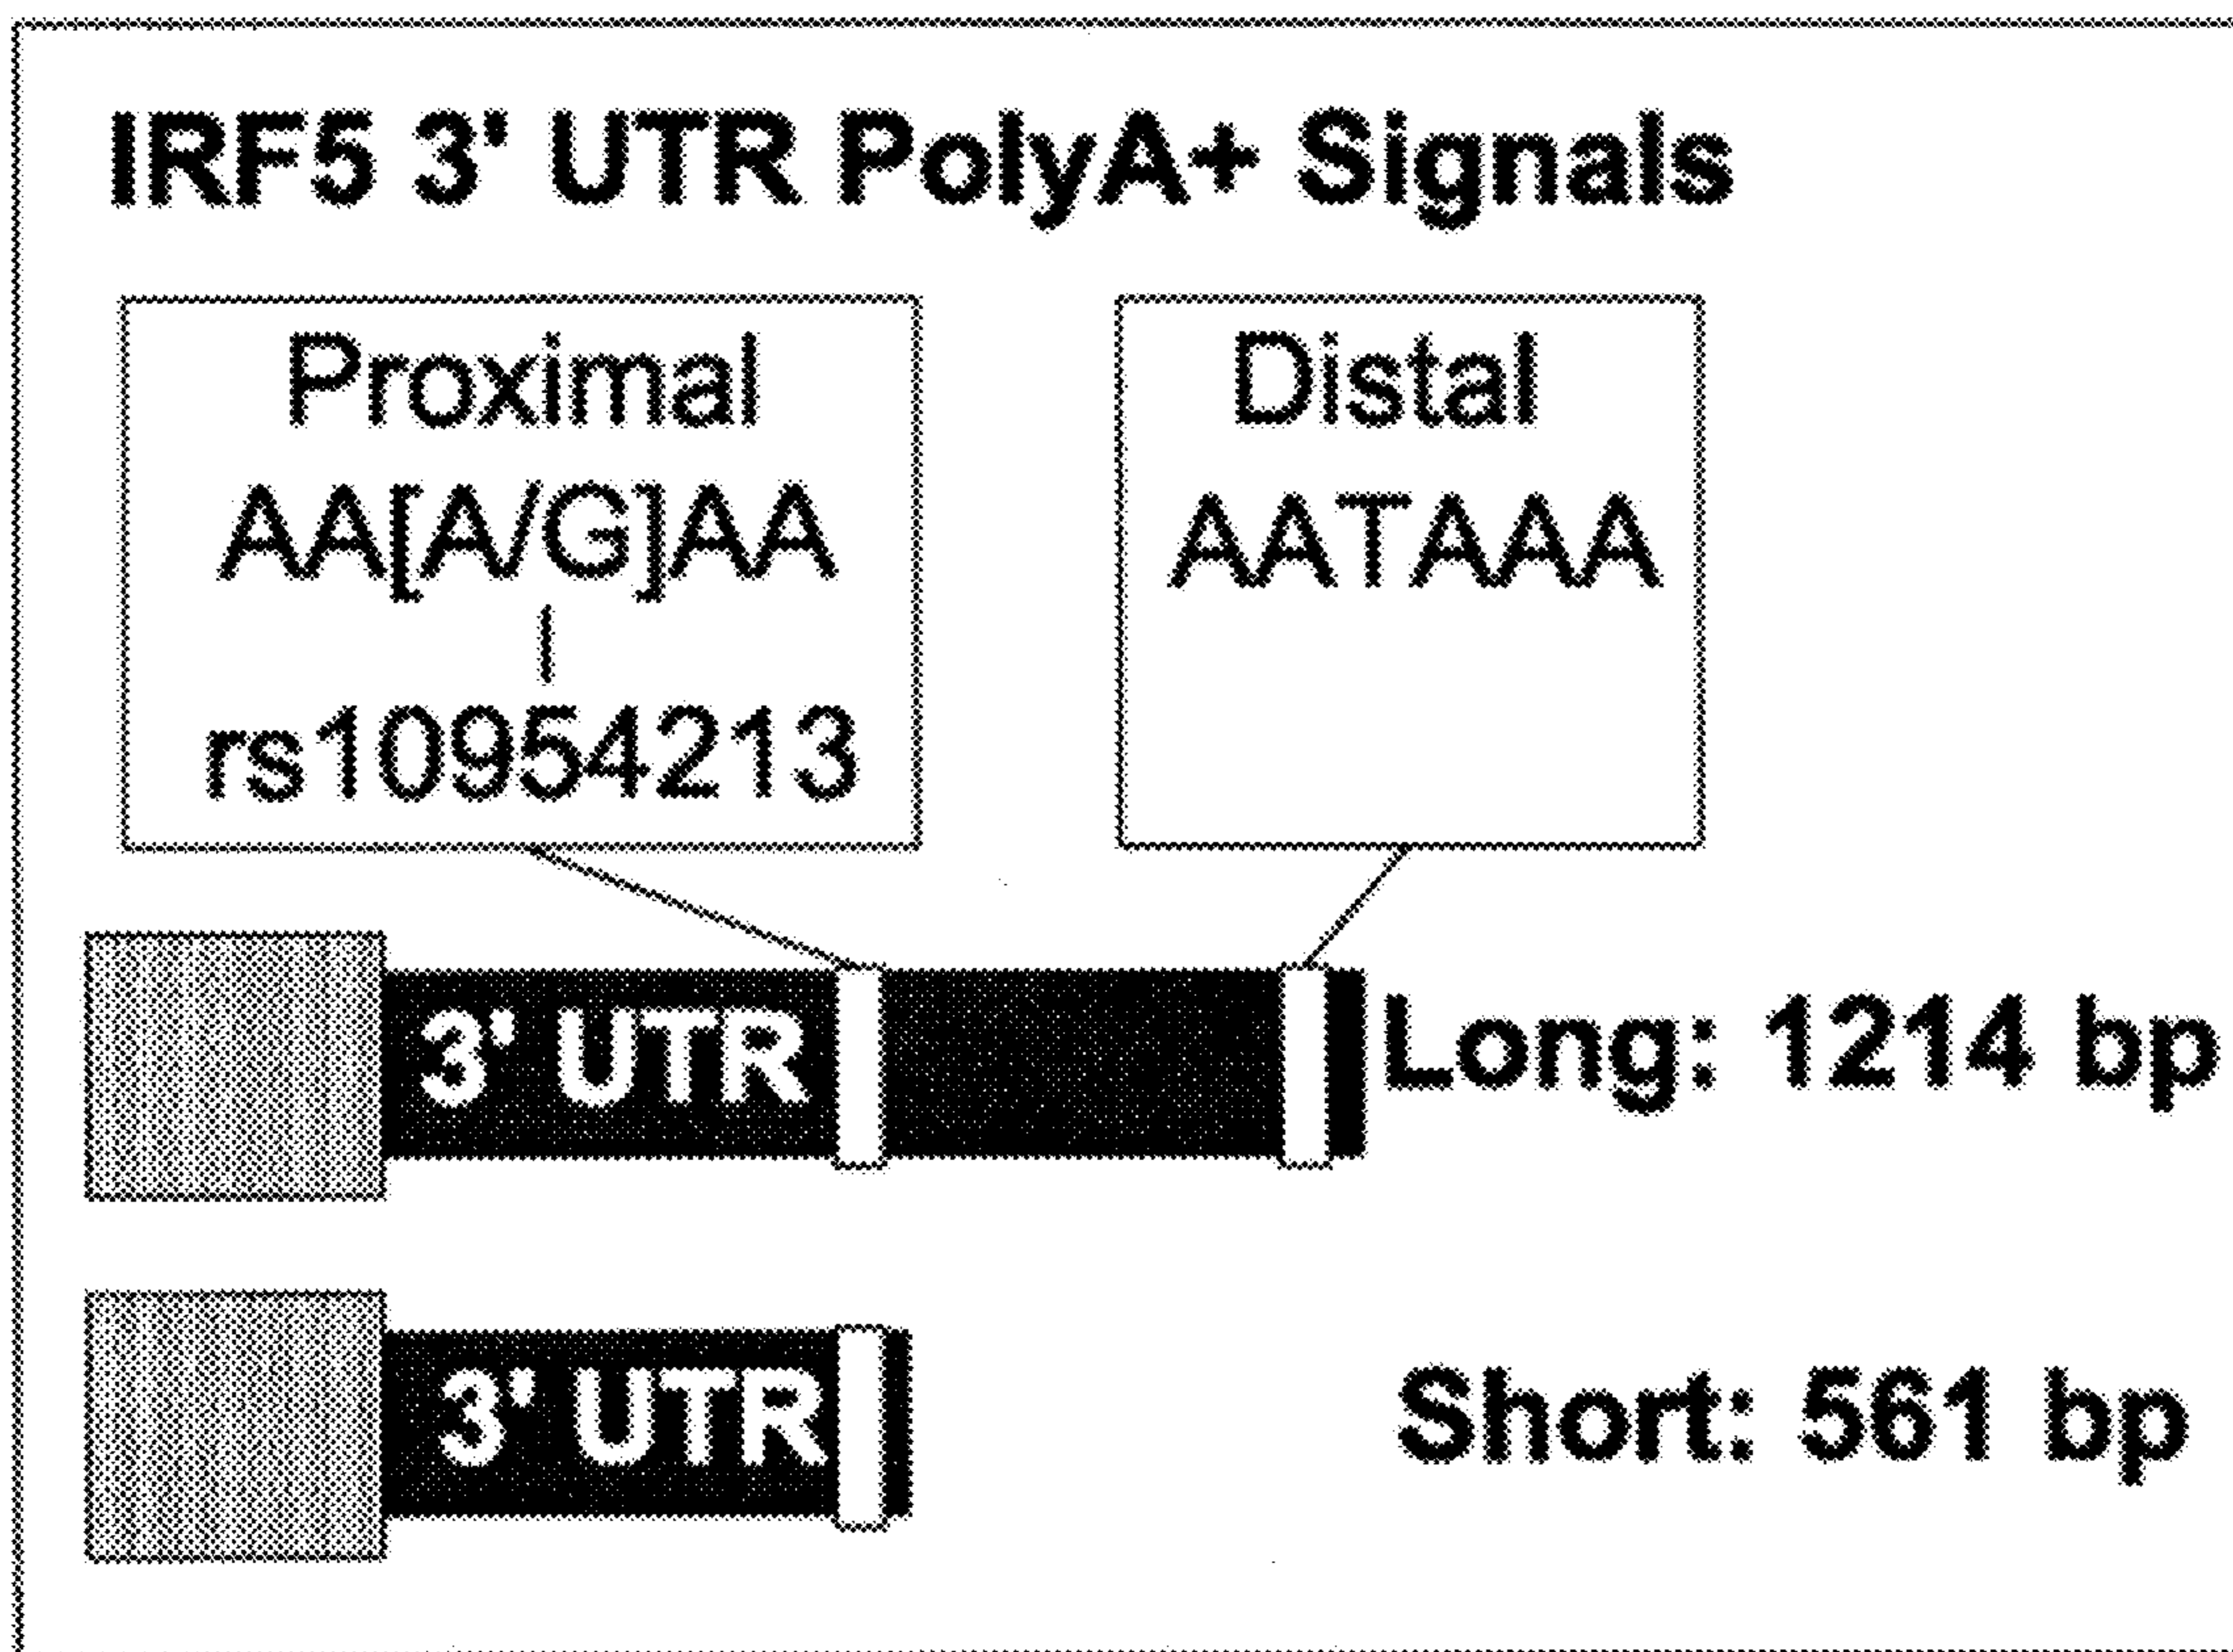 IRF5 3' UTR PolyA+ Signals
Proximal
AA[A/G]AA
rs10954213
Distal
AATAAA
3' UTR
Long: 1214 bp
3' UTR
Short: 561 bp